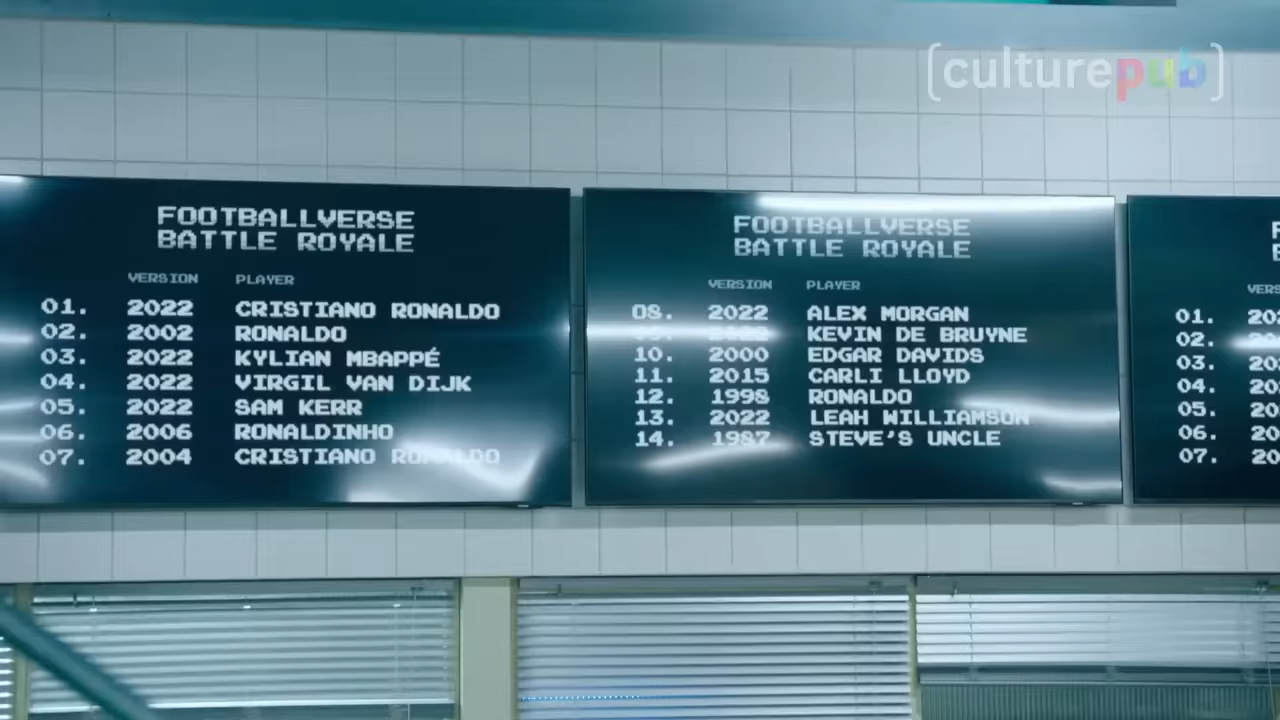 [culturepub]
FOOTBALLVERSE
BATTLE ROYALE
VERSION PLAYER
01. 2022 CRISTIANO RONALDO
02. 2002 RONALDO
03. 2022 KYLIAN MBAPPÉ
04. 2022 VIRGIL VAN DIJK
05. 2022 SAM KERR
06. 2006 RONALDINHO
07. 2004 CRISTIANO RONALDO
FOOTBALLVERSE
BATTLE ROYALE
VERSION PLAYER
08. 2022 ALEX MORGAN
KEVIN DE BRUYNE
10. 2000 EDGAR DAVIDS
11. 2015 CARLI LLOYD
12. 1998 RONALDO
13. 2022 LEAH WILLIAMSON
14. 1987 STEVE'S UNCLE
01.
02.
03.
04.
05.
06.
07.